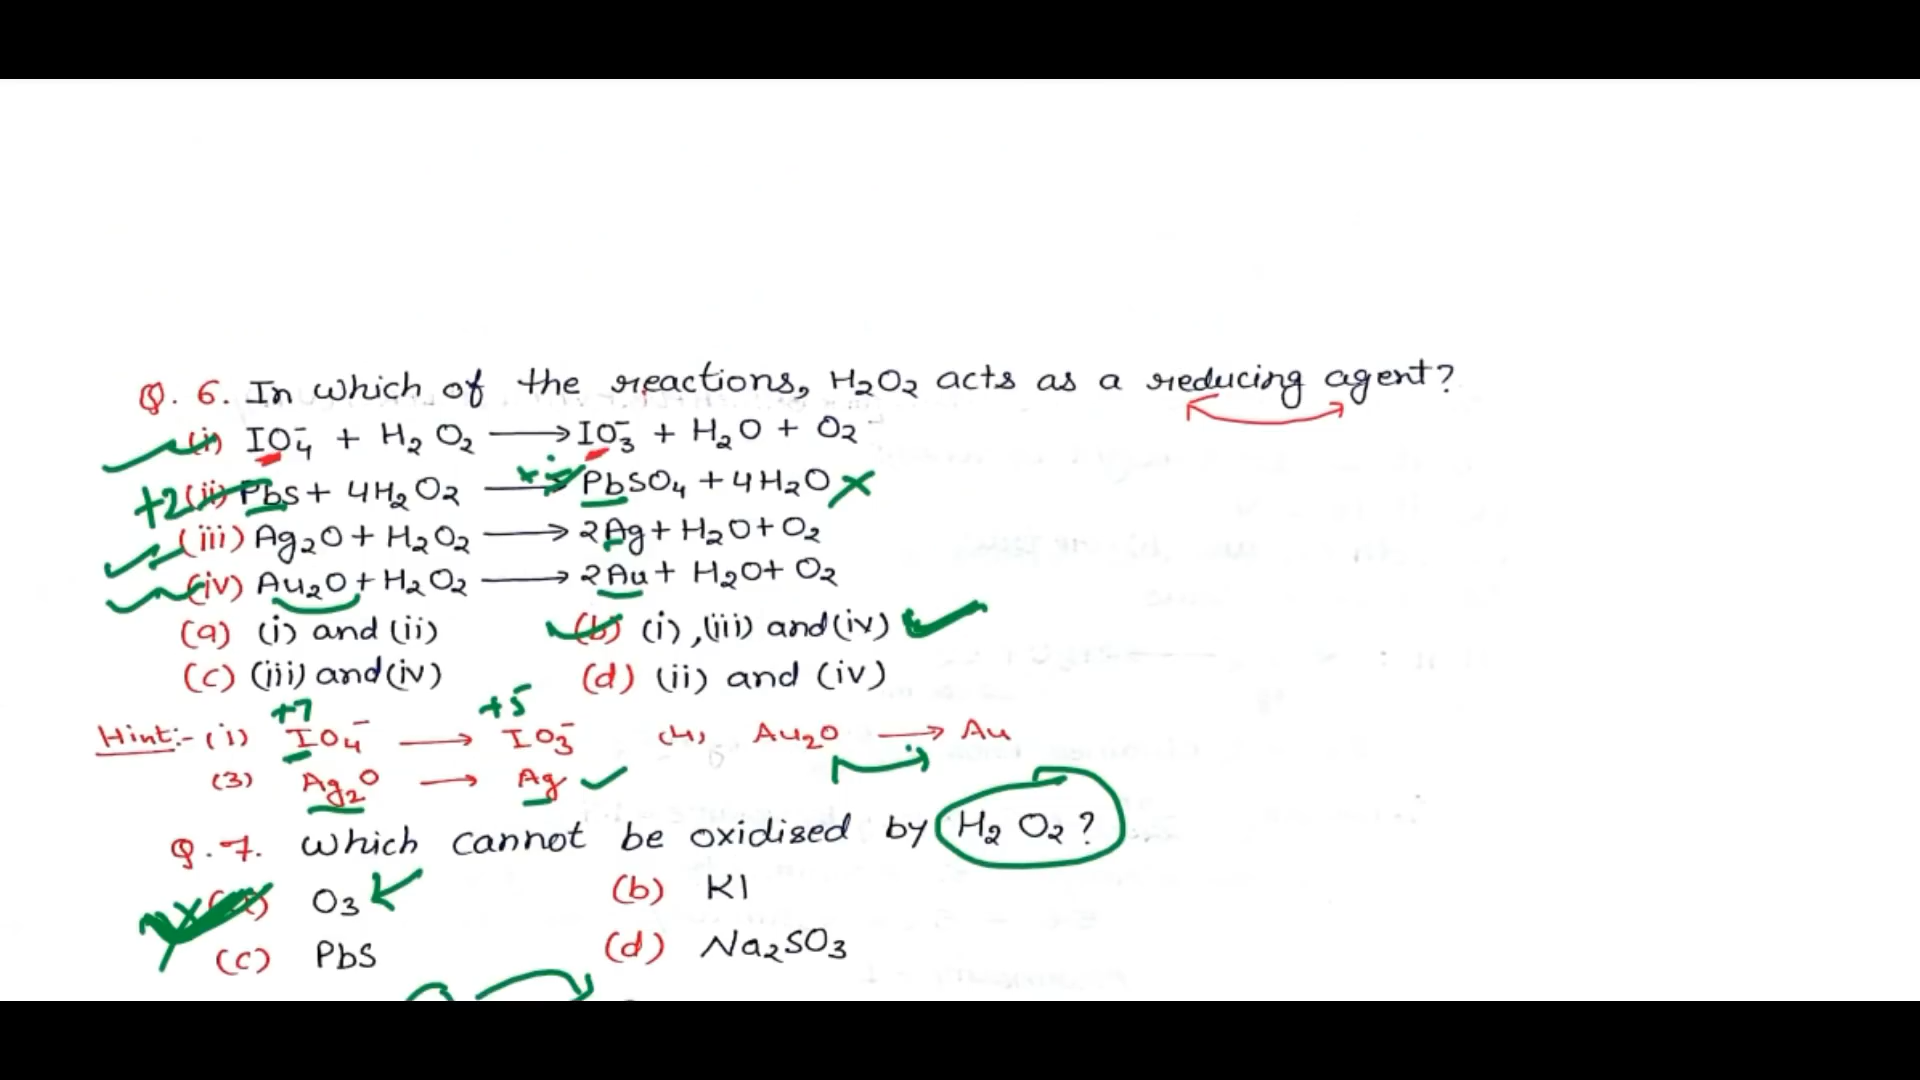 Q. 6. In which of the reactions, H₂O₂ acts as a reducing agent?
(i) IO₄⁻ + H₂O₂ ⟶ IO₃⁻ + H₂O + O₂
+2 (ii) PbS + 4H₂O₂ ⟶ PbSO₄ + 4H₂O ×
(iii) Ag₂O + H₂O₂ ⟶ 2Ag + H₂O + O₂
(iv) Au₂O + H₂O₂ ⟶ 2Au + H₂O + O₂
(a) (i) and (ii) (b) (i), (iii) and (iv)
(c) (iii) and (iv) (d) (ii) and (iv)
+7 +5
Hint:- (i) IO₄⁻ ⟶ IO₃⁻ (4) Au₂O ⟶ Au
(3) Ag₂O ⟶ Ag
Q. 7. Which cannot be oxidised by H₂O₂?
O₃ (b) KI
(c) PbS (d) Na₂SO₃